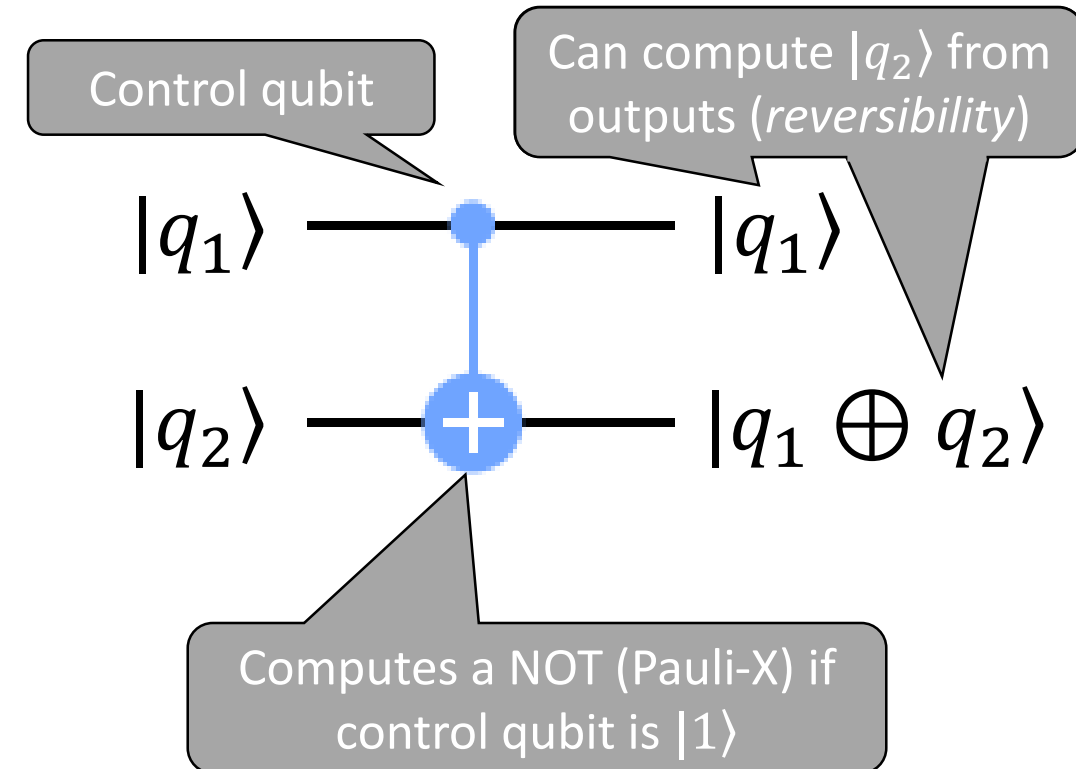 Control qubit
Can compute |q₂⟩ from
outputs (reversibility)
|q₁⟩
|q₁⟩
|q₂⟩
|q₁ ⊕ q₂⟩
Computes a NOT (Pauli-X) if
control qubit is |1⟩